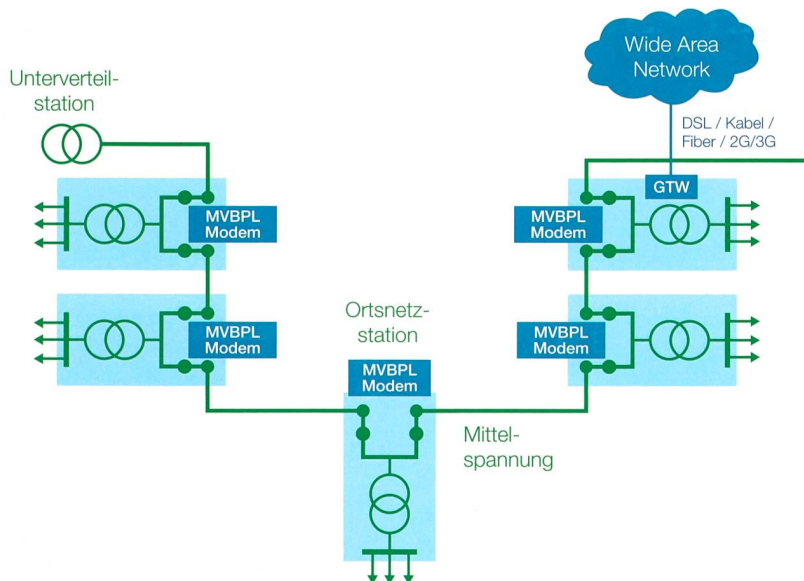 Wide Area
Network
Unterverteil-
station
DSL / Kabel /
Fiber / 2G/3G
GTW
MVBPL
Modem
MVBPL
Modem
Ortsnetz-
station
MVBPL
Modem
MVBPL
Modem
MVBPL
Modem
Mittel-
spannung